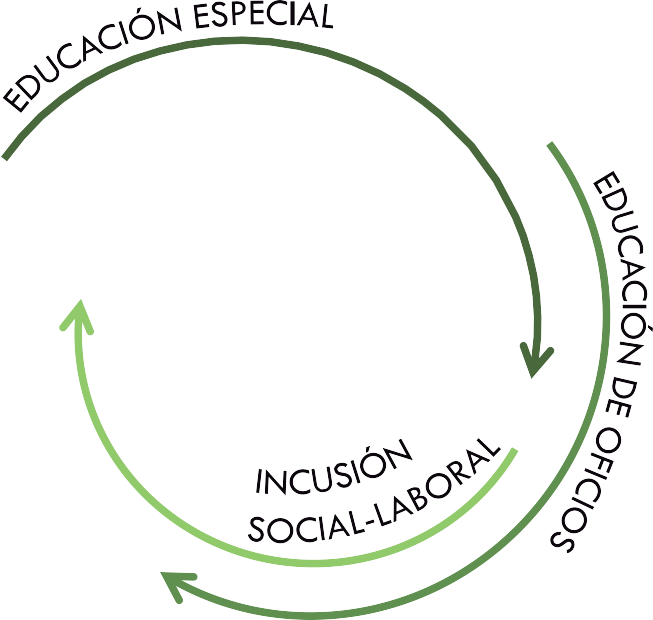 EDUCACIÓN ESPECIAL
EDUCACIÓN DE OFICIOS
INCUSIÓN
SOCIAL-LABORAL